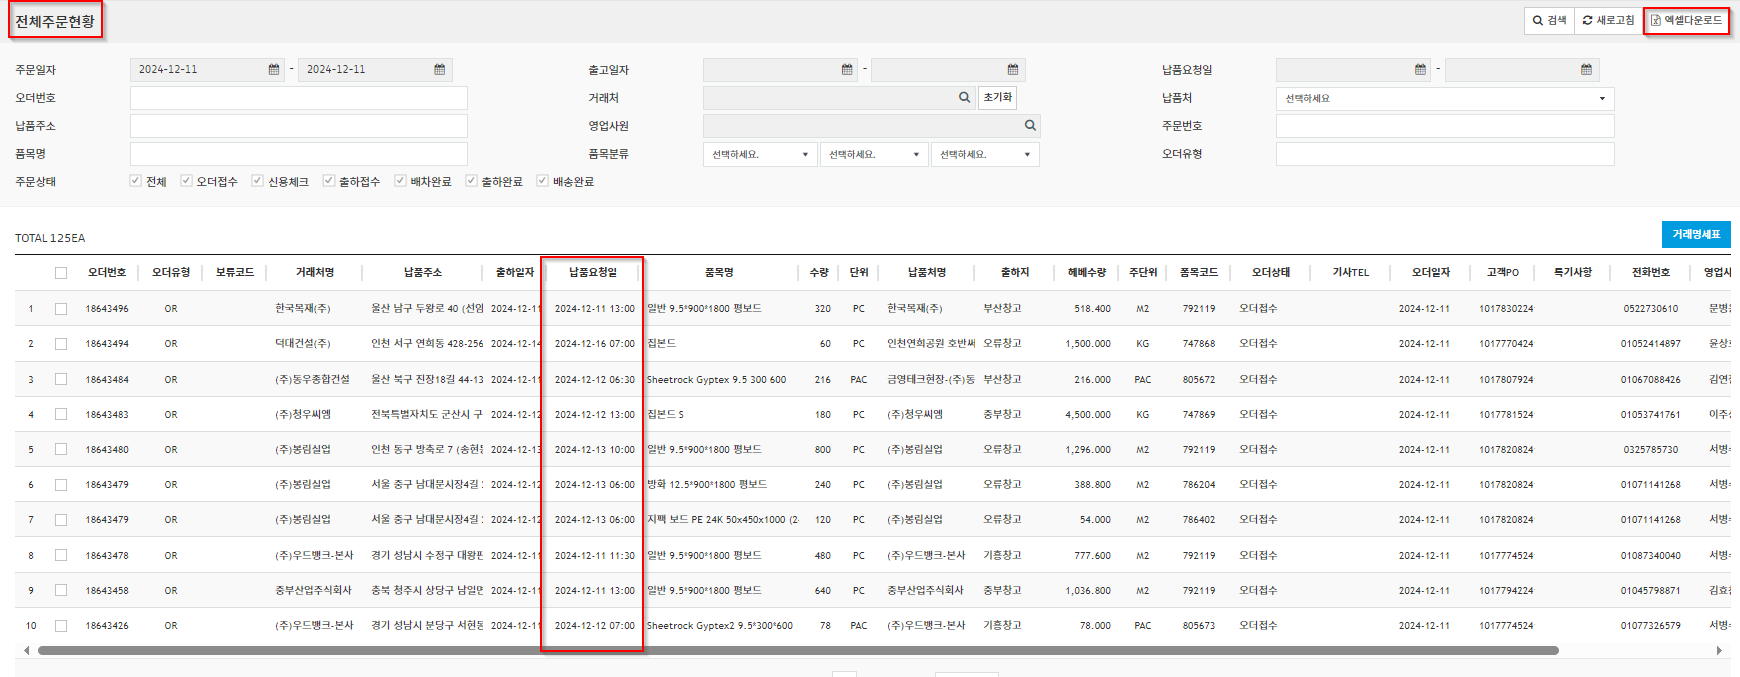 전체주문현황 검색 새로고침 엑셀다운로드
주문일자 2024-12-11 - 2024-12-11 출고일자 - 납품요청일 -
오더번호 거래처 초기화 납품처 선택하세요
납품주소 영업사원 주문번호
품목명 품목분류 선택하세요. 선택하세요. 선택하세요. 오더유형
주문상태 전체 오더접수 신용체크 출하접수 배차완료 출하완료 배송완료
TOTAL 125EA 거래명세표
오더번호 오더유형 보류코드 거래처명 납품주소 출하일자 납품요청일 품목명 수량 단위 납품처명 출하지 헤베수량 주단위 품목코드 오더상태 기사TEL 오더일자 고객PO 특기사항 전화번호 영업사
1 18643496 OR 한국목재(주) 울산 남구 두왕로 40 (선암 2024-12-11 2024-12-11 13:00 일반 9.5*900*1800 평보드 320 PC 한국목재(주) 부산창고 518.400 M2 792119 오더접수 2024-12-11 1017830224 0522730610 문병
2 18643494 OR 덕대건설(주) 인천 서구 연희동 428-256 2024-12-14 2024-12-16 07:00 집본드 60 PC 인천연희공원 호반써 오류창고 1,500.000 KG 747868 오더접수 2024-12-11 1017770424 01052414897 윤상
3 18643484 OR (주)동우종합건설 울산 북구 진장18길 44-13 2024-12-11 2024-12-12 06:30 Sheetrock Gyptex 9.5 300 600 216 PAC 금영테크현장-(주)동 부산창고 216.000 PAC 805672 오더접수 2024-12-11 1017807924 01067088426 김연
4 18643483 OR (주)청우씨엠 전북특별자치도 군산시 구 2024-12-12 2024-12-12 13:00 집본드 S 180 PC (주)청우씨엠 중부창고 4,500.000 KG 747869 오더접수 2024-12-11 1017781524 01053741761 이주
5 18643480 OR (주)봉림실업 인천 동구 방축로 7 (송현 2024-12-13 2024-12-13 10:00 일반 9.5*900*1800 평보드 800 PC (주)봉림실업 오류창고 1,296.000 M2 792119 오더접수 2024-12-11 1017820824 0325785730 서병
6 18643479 OR (주)봉림실업 서울 중구 남대문시장4길 2024-12-12 2024-12-13 06:00 방화 12.5*900*1800 평보드 240 PC (주)봉림실업 오류창고 388.800 M2 786204 오더접수 2024-12-11 1017820824 01071141268 서병
7 18643479 OR (주)봉림실업 서울 중구 남대문시장4길 2024-12-12 2024-12-13 06:00 지팩 보드 PE 24K 50x450x1000 (2 120 PC (주)봉림실업 오류창고 54.000 M2 786402 오더접수 2024-12-11 1017820824 01071141268 서병
8 18643478 OR (주)우드뱅크-본사 경기 성남시 수정구 대왕판 2024-12-11 2024-12-11 11:30 일반 9.5*900*1800 평보드 480 PC (주)우드뱅크-본사 기흥창고 777.600 M2 792119 오더접수 2024-12-11 1017774524 01087340040 서병
9 18643458 OR 중부산업주식회사 충북 청주시 상당구 남일면 2024-12-11 2024-12-11 13:00 일반 9.5*900*1800 평보드 640 PC 중부산업주식회사 중부창고 1,036.800 M2 792119 오더접수 2024-12-11 1017794224 01045798871 김효
10 18643426 OR (주)우드뱅크-본사 경기 성남시 분당구 서현동 2024-12-11 2024-12-12 07:00 Sheetrock Gyptex2 9.5*300*600 78 PAC (주)우드뱅크-본사 기흥창고 78.000 PAC 805673 오더접수 2024-12-11 1017774524 01077326579 서병